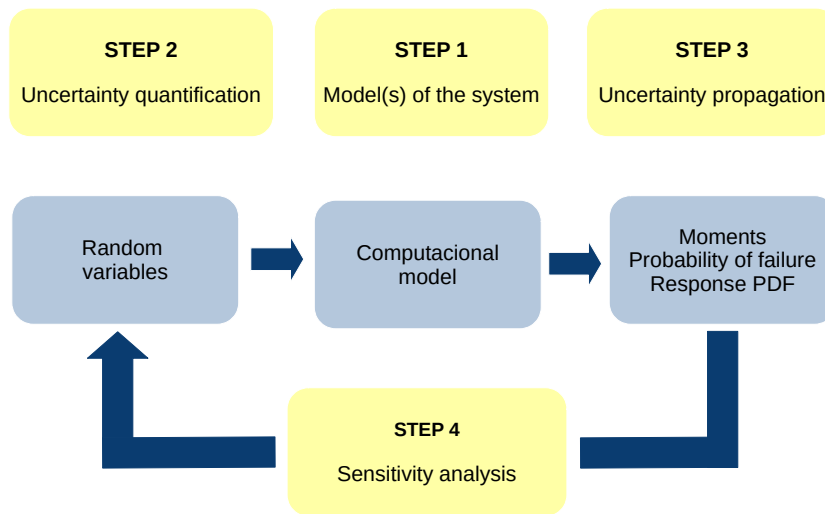 STEP 2
Uncertainty quantification
STEP 1
Model(s) of the system
STEP 3
Uncertainty propagation
Random
variables
Computacional
model
Moments
Probability of failure
Response PDF
STEP 4
Sensitivity analysis